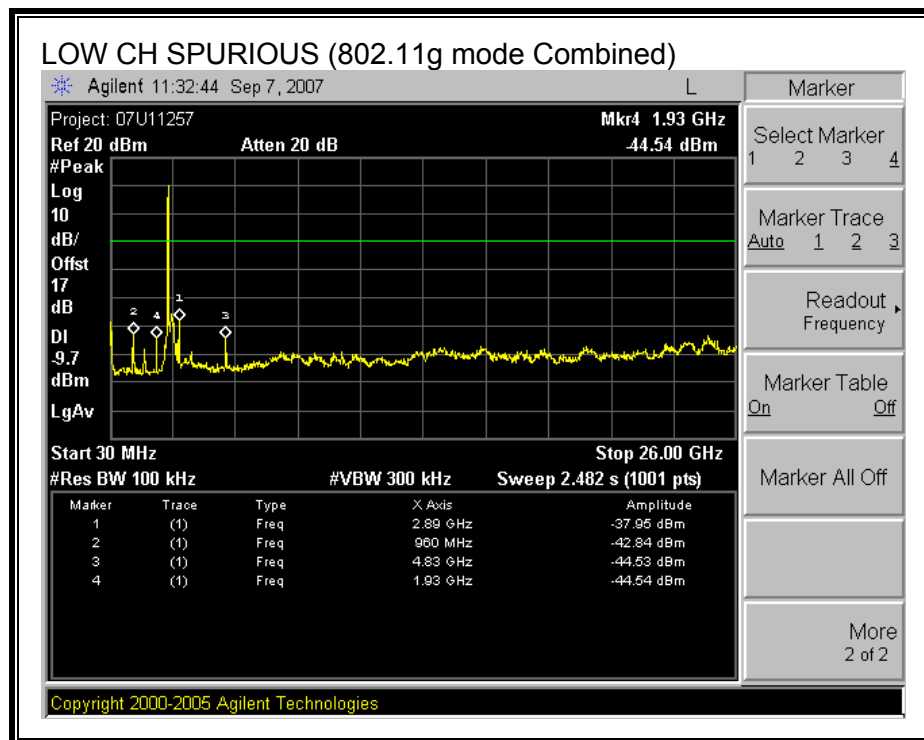 LOW CH SPURIOUS (802.11g mode Combined)
Agilent 11:32:44 Sep 7, 2007 L
Project: 07U11257 Mkr4 1.93 GHz
Ref 20 dBm Atten 20 dB -44.54 dBm
#Peak
Log
10
dB/
Offst
17
dB
DI
-9.7
dBm
LgAv
2 4 1 3
Start 30 MHz Stop 26.00 GHz
#Res BW 100 kHz #VBW 300 kHz Sweep 2.482 s (1001 pts)
Marker Trace Type X Axis Amplitude
1 (1) Freq 2.89 GHz -37.95 dBm
2 (1) Freq 960 MHz -42.84 dBm
3 (1) Freq 4.83 GHz -44.53 dBm
4 (1) Freq 1.93 GHz -44.54 dBm
Copyright 2000-2005 Agilent Technologies
Marker
Select Marker
1 2 3 4
Marker Trace
Auto 1 2 3
Readout
Frequency
Marker Table
On Off
Marker All Off
More
2 of 2